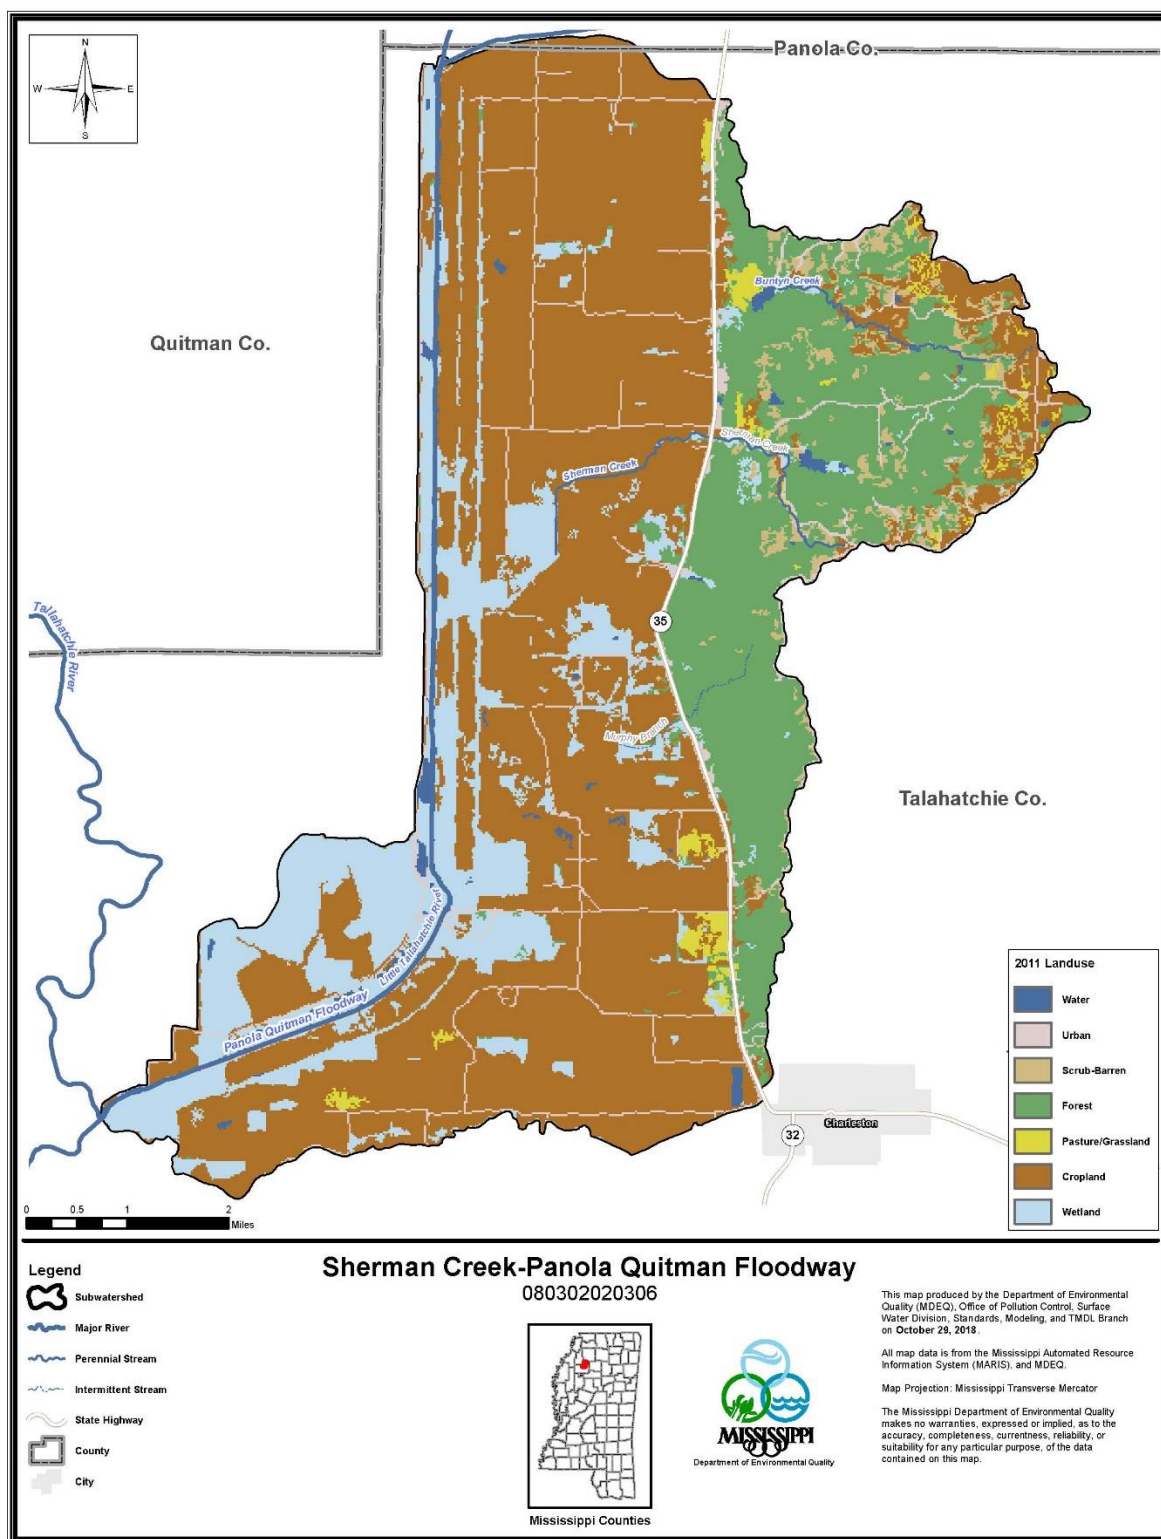 N
W
E
S
Panola Co.
Quitman Co.
Buntyn Creek
Sherman Creek
Sherman Creek
35
Tallahatchie River
Murphy Branch
Talahatchie Co.
Little Tallahatchie River
Panola Quitman Floodway
32
Charleston
2011 Landuse
Water
Urban
Scrub-Barren
Forest
Pasture/Grassland
Cropland
Wetland
0 0.5 1 2
Miles
Legend
Subwatershed
Major River
Perennial Stream
Intermittent Stream
State Highway
County
City
Sherman Creek-Panola Quitman Floodway
080302020306
Mississippi Counties
MISSISSIPPI
Department of Environmental Quality
This map produced by the Department of Environmental
Quality (MDEQ), Office of Pollution Control, Surface
Water Division, Standards, Modeling, and TMDL Branch
on October 29, 2018.
All map data is from the Mississippi Automated Resource
Information System (MARIS), and MDEQ.
Map Projection: Mississippi Transverse Mercator
The Mississippi Department of Environmental Quality
makes no warranties, expressed or implied, as to the
accuracy, completeness, currentness, reliability, or
suitability for any particular purpose, of the data
contained on this map.